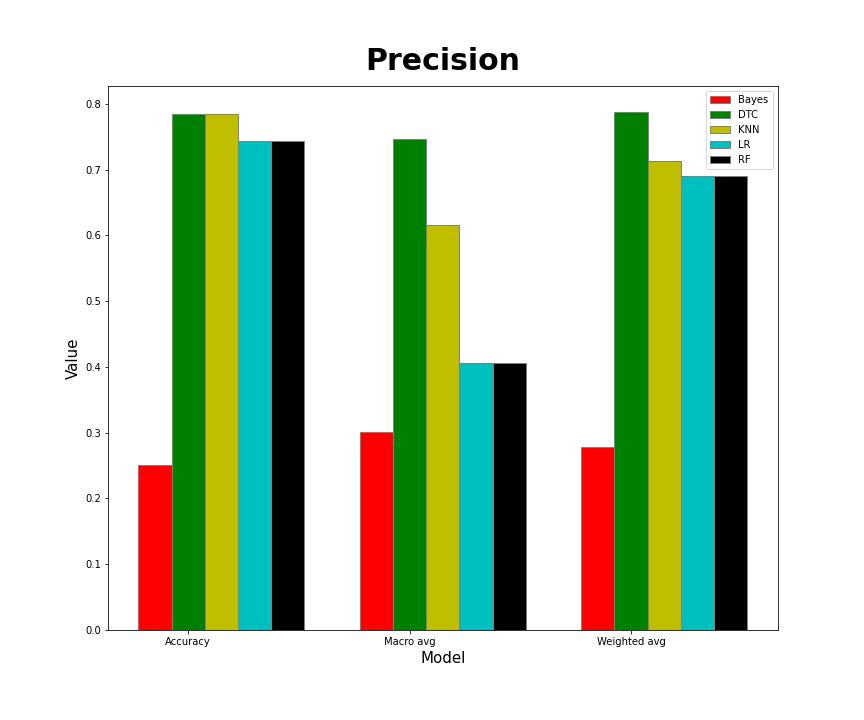 Precision
Bayes
DTC
KNN
LR
RF
Value
0.8
0.7
0.6
0.5
0.4
0.3
0.2
0.1
0.0
Accuracy
Macro avg
Weighted avg
Model